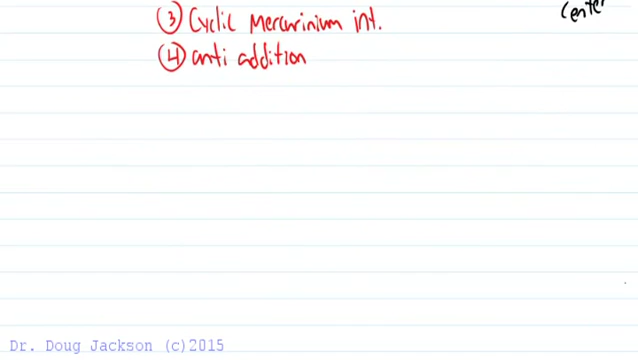 ③ Cyclic Mercurinium int.
center
④ anti addition
Dr. Doug Jackson (c)2015